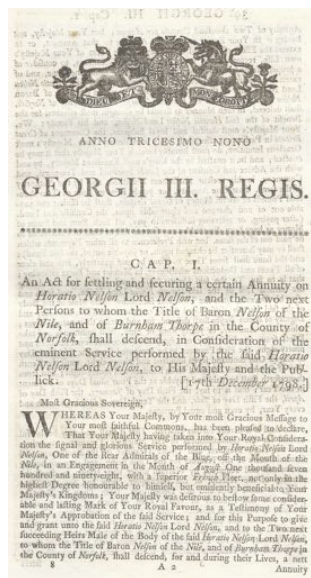 DIEU ET MON DROIT
ANNO TRICESIMO NONO
GEORGII III. REGIS.
CAP. I.
An Act for settling and securing a certain Annuity on
Horatio Nelson Lord Nelson, and the Two next
Persons to whom the Title of Baron Nelson of the
Nile, and of Burnham Thorpe in the County of
Norfolk, shall descend, in Consideration of the
eminent Service performed by the said Horatio
Nelson Lord Nelson, to His Majesty and the Pub-
lick. [17th December 1798.]
Most Gracious Sovereign,
WHEREAS Your Majesty, by Your most Gracious Message to
Your most faithful Commons, has been pleased to declare,
That Your Majesty having taken into Your Royal Considera-
tion the signal and glorious Service performed by Horatio Nelson Lord
Nelson, One of the Rear Admirals of the Blue, off the Mouth of the
Nile, in an Engagement in the Month of August One thousand seven
hundred and ninety-eight, with a superior French Fleet, not only in the
highest Degree honourable to himself, but eminently beneficial to Your
Majesty's Kingdoms; Your Majesty was desirous to bestow some consider-
able and lasting Mark of Your Royal Favour, as a Testimony of Your
Majesty's Approbation of the said Service; and for this Purpose to give
and grant unto the said Horatio Nelson Lord Nelson, and to the Two next
succeeding Heirs Male of the Body of the said Horatio Nelson Lord Nelson,
to whom the Title of Baron Nelson of the Nile, and of Burnham Thorpe in
the County of Norfolk, shall descend, for and during their Lives, a nett
8 A 2 Annuity